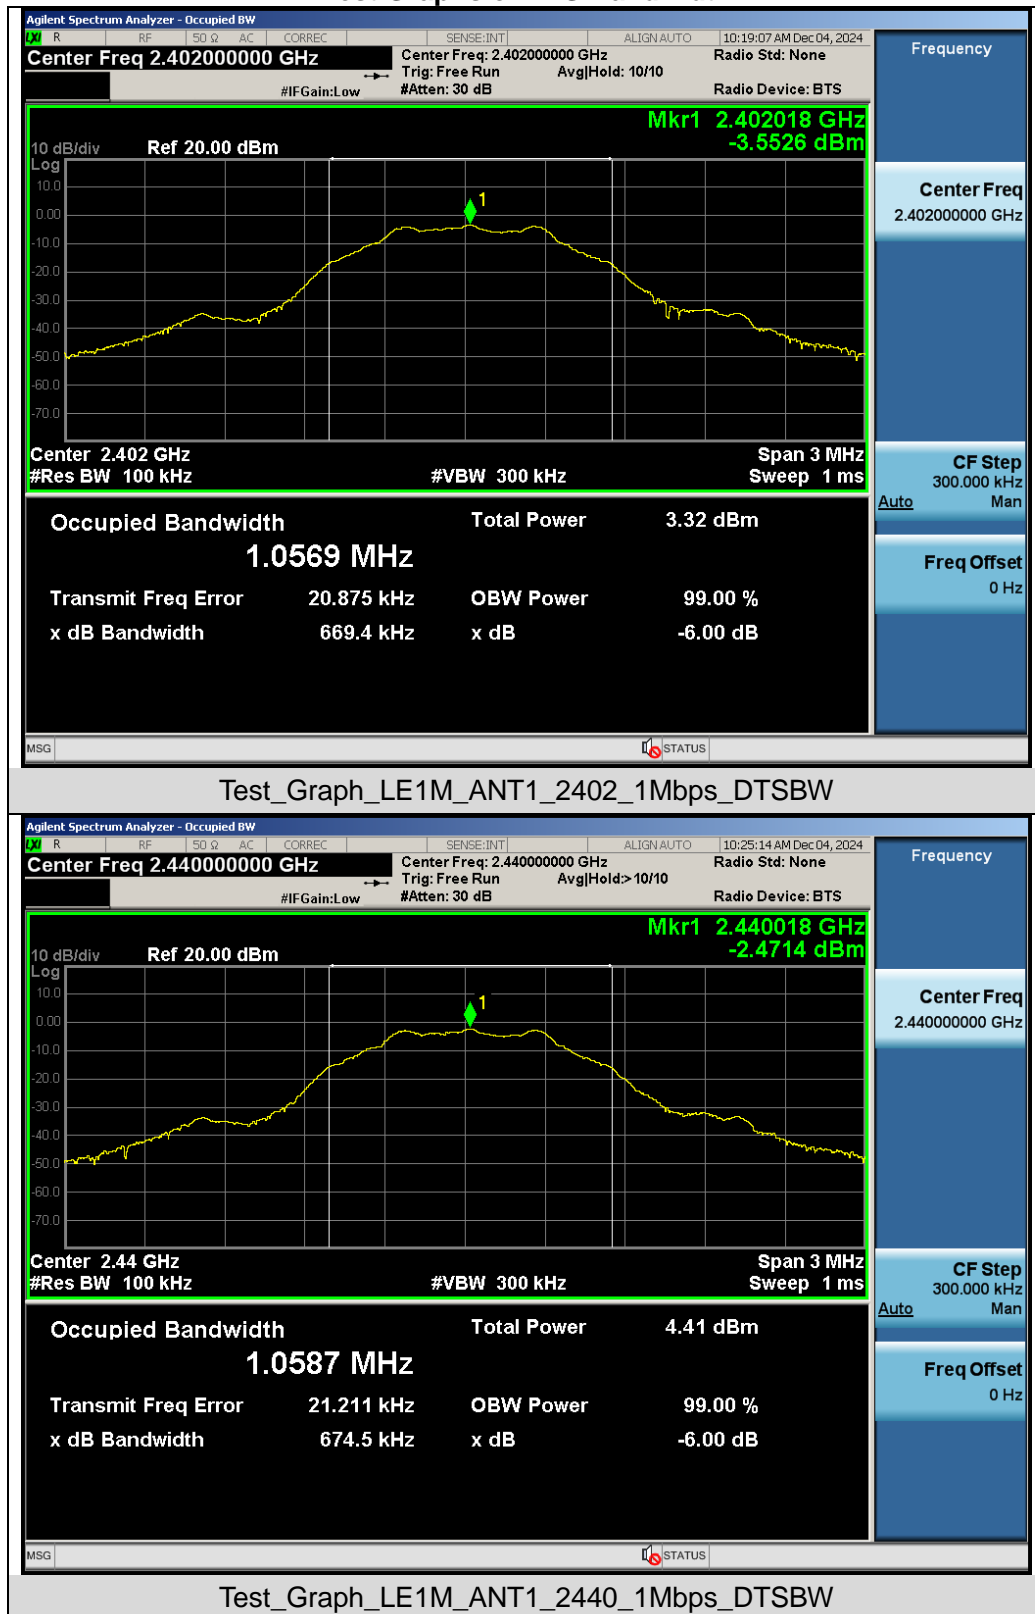 Agilent Spectrum Analyzer - Occupied BW
LXI R RF 50 Ω AC CORREC SENSE:INT ALIGN AUTO 10:19:07 AM Dec 04, 2024
Center Freq 2.402000000 GHz
Center Freq: 2.402000000 GHz Radio Std: None
Trig: Free Run Avg|Hold: 10/10
#IFGain:Low #Atten: 30 dB Radio Device: BTS
Frequency
Mkr1 2.402018 GHz
-3.5526 dBm
10 dB/div Ref 20.00 dBm
Log
10.0
0.00
-10.0
-20.0
-30.0
-40.0
-50.0
-60.0
-70.0
1
Center 2.402 GHz Span 3 MHz
#Res BW 100 kHz #VBW 300 kHz Sweep 1 ms
Center Freq
2.402000000 GHz
CF Step
300.000 kHz
Auto Man
Freq Offset
0 Hz
Occupied Bandwidth Total Power 3.32 dBm
1.0569 MHz
Transmit Freq Error 20.875 kHz OBW Power 99.00 %
x dB Bandwidth 669.4 kHz x dB -6.00 dB
MSG STATUS
Test_Graph_LE1M_ANT1_2402_1Mbps_DTSBW
Agilent Spectrum Analyzer - Occupied BW
LXI R RF 50 Ω AC CORREC SENSE:INT ALIGN AUTO 10:25:14 AM Dec 04, 2024
Center Freq 2.440000000 GHz
Center Freq: 2.440000000 GHz Radio Std: None
Trig: Free Run Avg|Hold:>10/10
#IFGain:Low #Atten: 30 dB Radio Device: BTS
Frequency
Mkr1 2.440018 GHz
-2.4714 dBm
10 dB/div Ref 20.00 dBm
Log
10.0
0.00
-10.0
-20.0
-30.0
-40.0
-50.0
-60.0
-70.0
1
Center 2.44 GHz Span 3 MHz
#Res BW 100 kHz #VBW 300 kHz Sweep 1 ms
Center Freq
2.440000000 GHz
CF Step
300.000 kHz
Auto Man
Freq Offset
0 Hz
Occupied Bandwidth Total Power 4.41 dBm
1.0587 MHz
Transmit Freq Error 21.211 kHz OBW Power 99.00 %
x dB Bandwidth 674.5 kHz x dB -6.00 dB
MSG STATUS
Test_Graph_LE1M_ANT1_2440_1Mbps_DTSBW